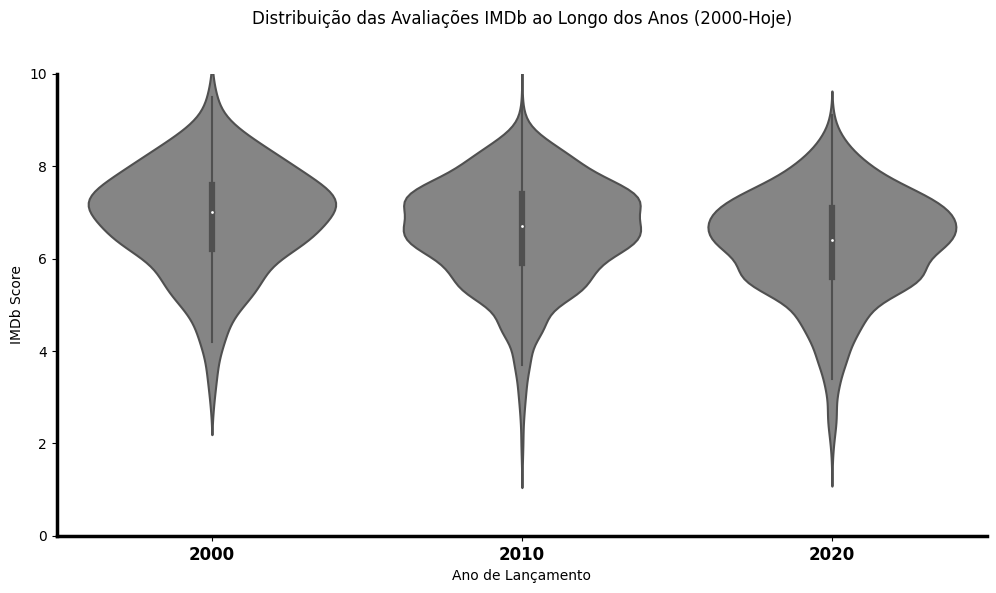 Distribuição das Avaliações IMDb ao Longo dos Anos (2000-Hoje)
IMDb Score
10
8
6
4
2
0
2000 2010 2020
Ano de Lançamento